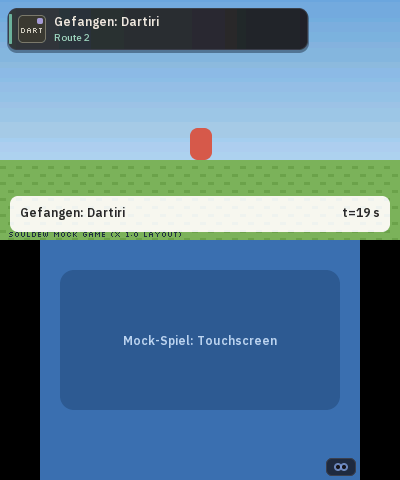 DART
Gefangen: Dartiri
Route 2
Gefangen: Dartiri
t=19 s
SOULDEW MOCK GAME (X 1.0 LAYOUT)
Mock-Spiel: Touchscreen